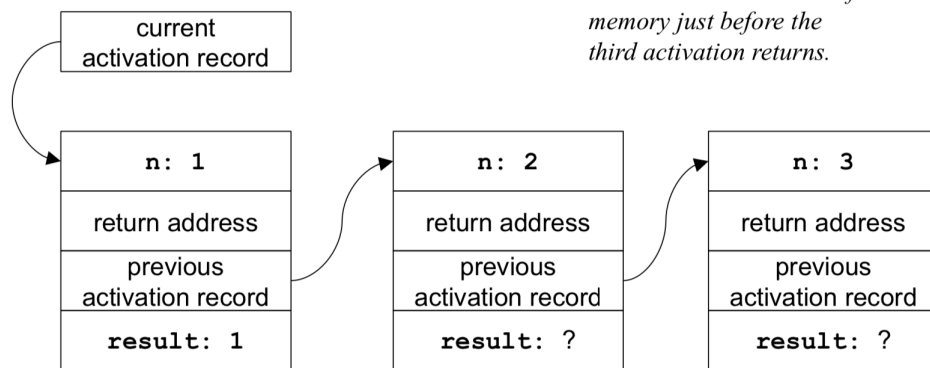 current
activation record
memory just before the
third activation returns.
n: 1
return address
previous
activation record
result: 1
n: 2
return address
previous
activation record
result: ?
n: 3
return address
previous
activation record
result: ?